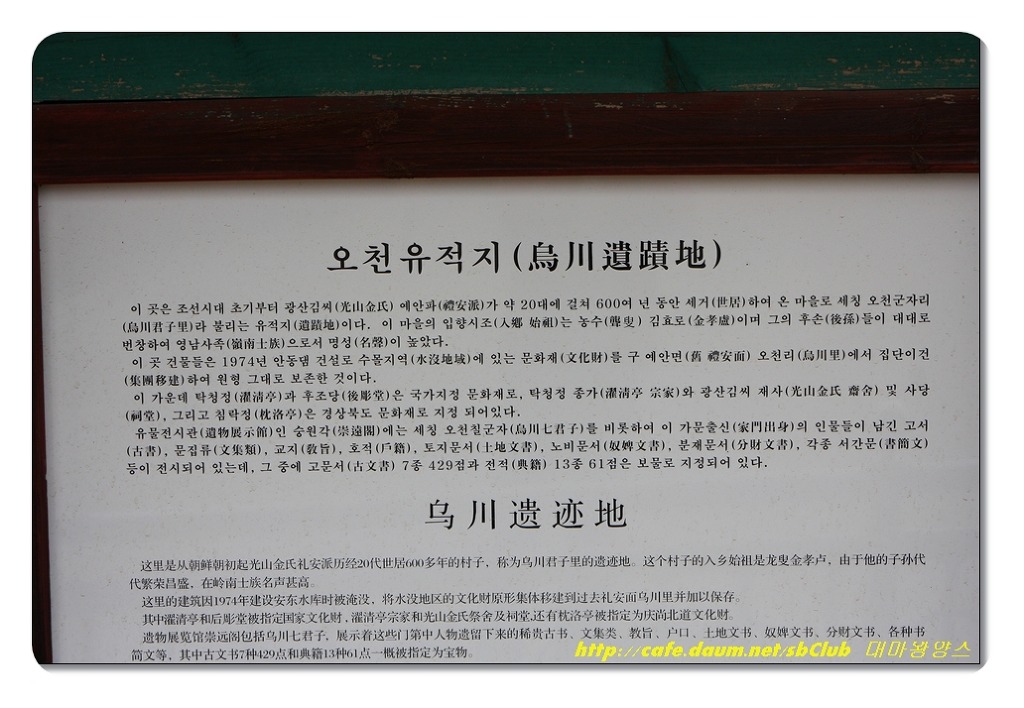 오천유적지(烏川遺蹟地)
이 곳은 조선시대 초기부터 광산김씨(光山金氏) 예안파(禮安派)가 약 20대에 걸쳐 600여 년 동안 세거(世居)하여 온 마을로 세칭 오천군자리
(烏川君子里)라 불리는 유적지(遺蹟地)이다. 이 마을의 입향시조(入鄕 始祖)는 농수(聾叟) 김효로(金孝盧)이며 그의 후손(後孫)들이 대대로
번창하여 영남사족(嶺南士族)으로서 명성(名聲)이 높았다.
이 곳 건물들은 1974년 안동댐 건설로 수몰지역(水沒地域)에 있는 문화재(文化財)를 구 예안면(舊 禮安面) 오천리(烏川里)에서 집단이건
(集團移建)하여 원형 그대로 보존한 것이다.
이 가운데 탁청정(濯淸亭)과 후조당(後彫堂)은 국가지정 문화재로, 탁청정 종가(濯淸亭 宗家)와 광산김씨 재사(光山金氏 齋舍) 및 사당
(祠堂), 그리고 침락정(枕洛亭)은 경상북도 문화재로 지정 되어있다.
유물전시관(遺物展示館)인 숭원각(崇遠閣)에는 세칭 오천칠군자(烏川七君子)를 비롯하여 이 가문출신(家門出身)의 인물들이 남긴 고서
(古書), 문집류(文集類), 교지(敎旨), 호적(戶籍), 토지문서(土地文書), 노비문서(奴婢文書), 분재문서(分財文書), 각종 서간문(書簡文)
등이 전시되어 있는데, 그 중에 고문서(古文書) 7종 429점과 전적(典籍) 13종 61점은 보물로 지정되어 있다.
乌川遗迹地
这里是从朝鲜朝初起光山金氏礼安派历经20代世居600多年的村子，称为乌川君子里的遗迹地。这个村子的入乡始祖是龙叟金孝卢，由于他的子孙代
代繁荣昌盛，在岭南士族名声甚高。
这里的建筑因1974年建设安东水库时被淹没，将水没地区的文化财原形集体移建到过去礼安面乌川里并加以保存。
其中濯清亭和后彫堂被指定国家文化财，濯清亭宗家和光山金氏祭舍及祠堂,还有枕洛亭被指定为庆尚北道文化财。
遗物展览馆崇远阁包括乌川七君子，展示着这些门第中人物遗留下来的稀贵古书、文集类、教旨、户口、土地文书、奴婢文书、分财文书、各种书
简文等，其中古文书7种429点和典籍13种61点一概被指定为宝物。
http://cafe.daum.net/sbClub 대마왕양스